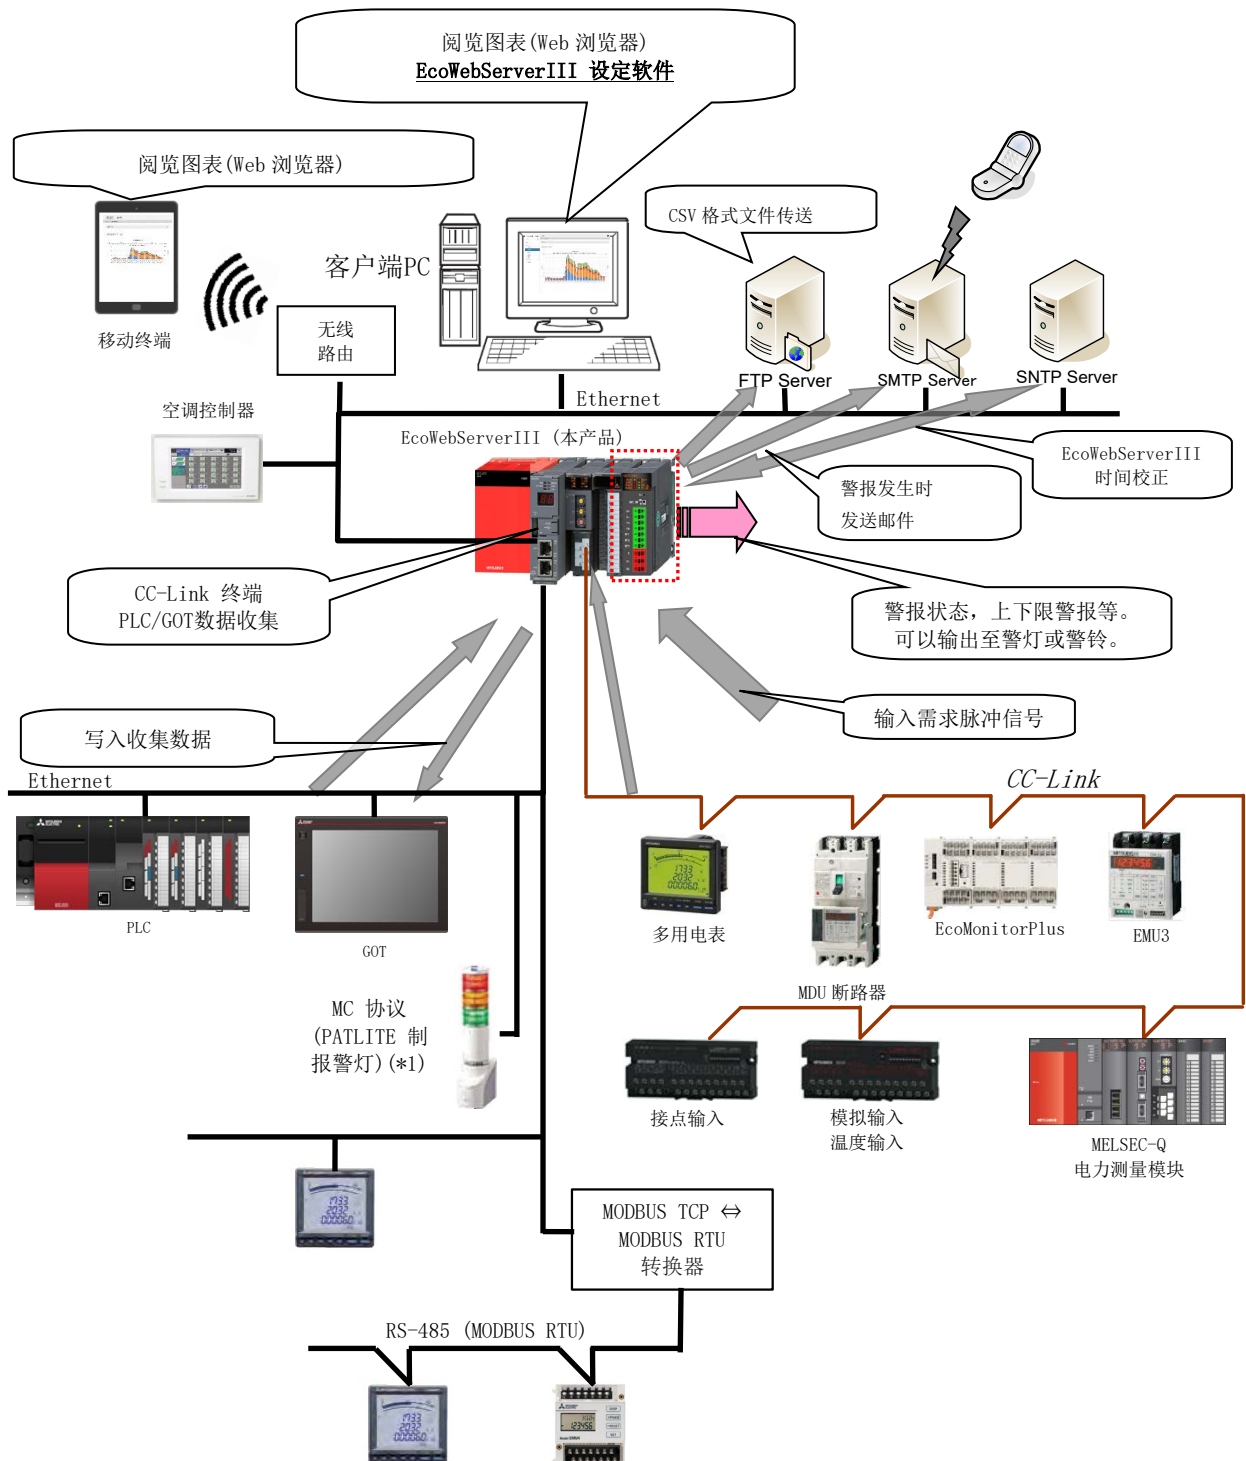 阅览图表(Web 浏览器)
EcoWebServerIII 设定软件
阅览图表(Web 浏览器)
CSV 格式文件传送
客户端PC
移动终端
无线
路由
FTP Server
SMTP Server
SNTP Server
Ethernet
空调控制器
EcoWebServerIII (本产品)
EcoWebServerIII
时间校正
警报发生时
发送邮件
CC-Link 终端
PLC/GOT数据收集
警报状态，上下限警报等。
可以输出至警灯或警铃。
输入需求脉冲信号
写入收集数据
Ethernet
CC-Link
PLC
GOT
多用电表
MDU 断路器
EcoMonitorPlus
EMU3
MC 协议
(PATLITE 制
报警灯)(*1)
接点输入
模拟输入
温度输入
MELSEC-Q
电力测量模块
MODBUS TCP ⇔
MODBUS RTU
转换器
RS-485 (MODBUS RTU)